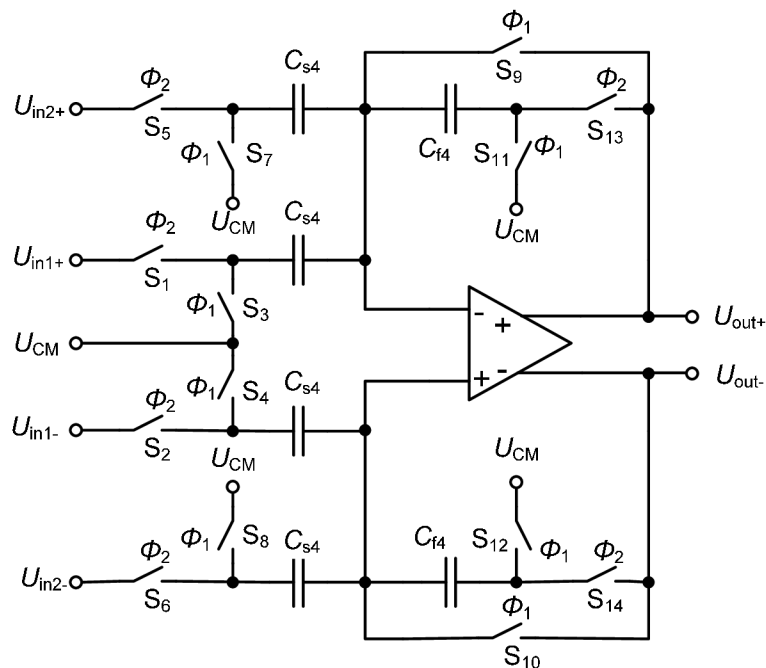 Φ1
S9
Φ2
Cs4
Φ2
Uin2+
S5
Φ1
S7
Cf4
S11
Φ1
S13
UCM
Cs4
UCM
Φ2
Uin1+
S1
Φ1
S3
- +
Uout+
UCM
Φ1
S4
Cs4
+ -
Uout-
Φ2
Uin1-
S2
UCM
UCM
Φ1
S8
Cs4
Cf4
S12
Φ1
Φ2
Φ2
Uin2-
S6
S14
Φ1
S10